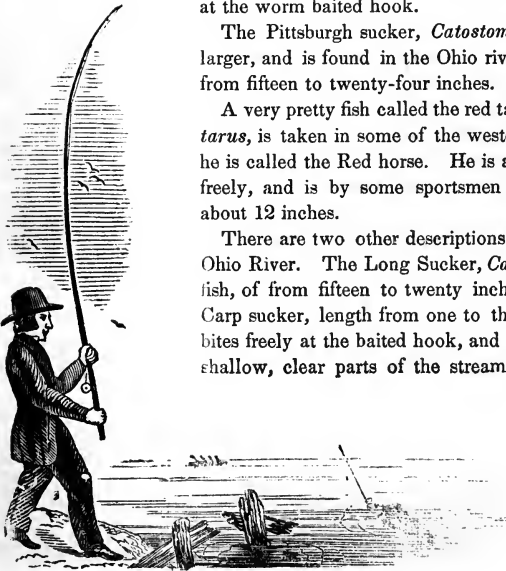 at the worm baited hook.
The Pittsburgh sucker, Catostom
larger, and is found in the Ohio riv
from fifteen to twenty-four inches.
A very pretty fish called the red ta
tarus, is taken in some of the weste
he is called the Red horse. He is a
freely, and is by some sportsmen
about 12 inches.
There are two other descriptions
Ohio River. The Long Sucker, Ca
fish, of from fifteen to twenty inch
Carp sucker, length from one to th
bites freely at the baited hook, and
shallow, clear parts of the stream